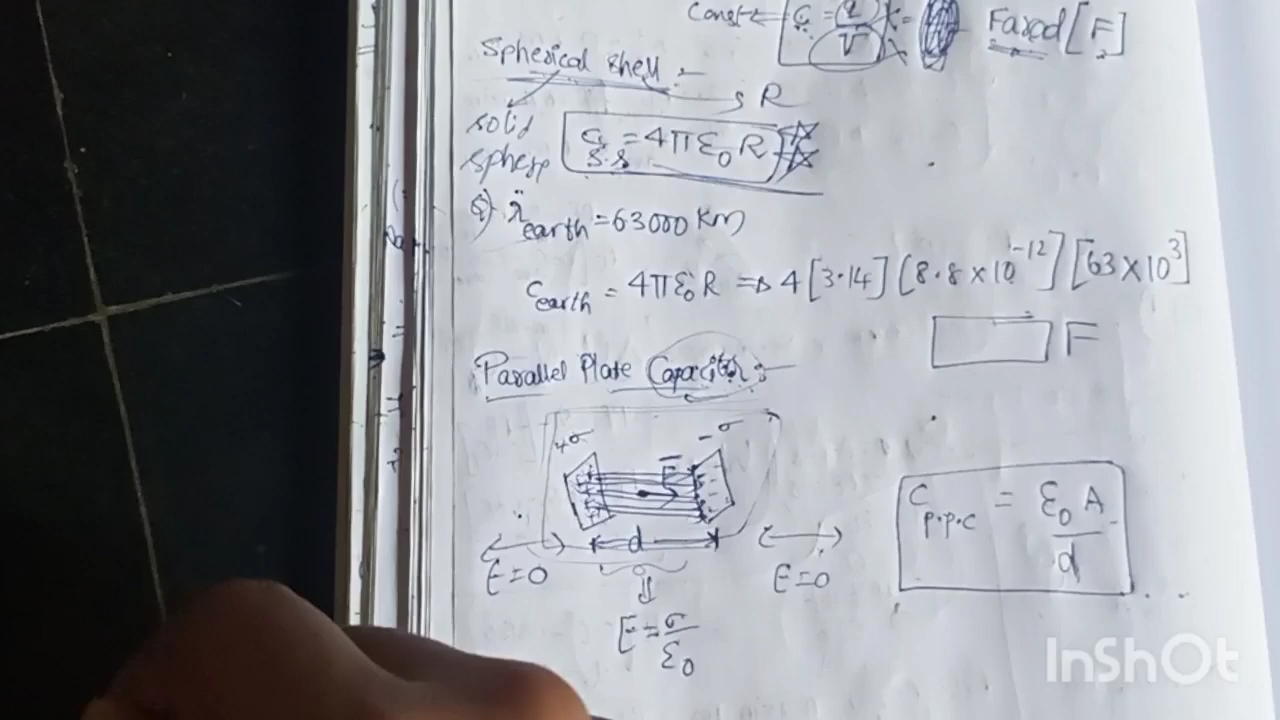 Const ← C = q/V Farad [F]
Spherical shell :-
R
solid
sphere
C s.s = 4πε₀R
Q) r earth = 63000 Km
C earth = 4πε₀R ⇒ 4[3.14][8.8×10⁻¹²][63×10³]
F
Parallel Plate Capacitor :-
+σ -σ
E
d
E=0 E=0
C p.p.c = ε₀A/d
E = σ/ε₀
InShOt